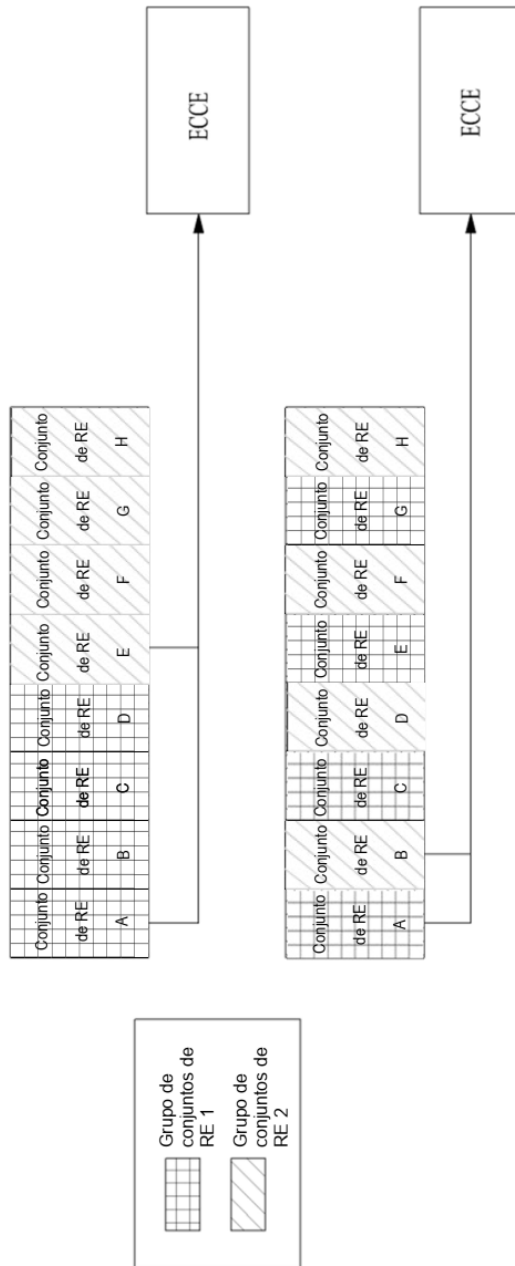 Grupo de
conjuntos de
RE 1
Grupo de
conjuntos de
RE 2
Conjunto
de RE
A
Conjunto
de RE
B
Conjunto
de RE
C
Conjunto
de RE
D
Conjunto
de RE
E
Conjunto
de RE
F
Conjunto
de RE
G
Conjunto
de RE
H
ECCE
Conjunto
de RE
A
Conjunto
de RE
B
Conjunto
de RE
C
Conjunto
de RE
D
Conjunto
de RE
E
Conjunto
de RE
F
Conjunto
de RE
G
Conjunto
de RE
H
ECCE